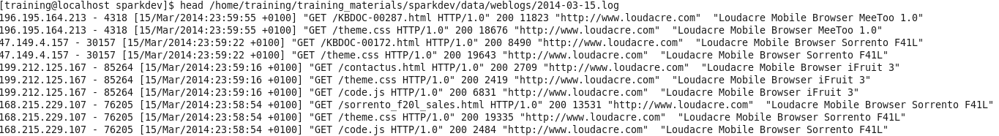 [training@localhost sparkdev]$ head /home/training/training_materials/sparkdev/data/weblogs/2014-03-15.log
196.195.164.213 - 4318 [15/Mar/2014:23:59:55 +0100] "GET /KBDOC-00287.html HTTP/1.0" 200 11823 "http://www.loudacre.com"  "Loudacre Mobile Browser MeeToo 1.0"
196.195.164.213 - 4318 [15/Mar/2014:23:59:55 +0100] "GET /theme.css HTTP/1.0" 200 18676 "http://www.loudacre.com"  "Loudacre Mobile Browser MeeToo 1.0"
47.149.4.157 - 30157 [15/Mar/2014:23:59:22 +0100] "GET /KBDOC-00172.html HTTP/1.0" 200 8490 "http://www.loudacre.com"  "Loudacre Mobile Browser Sorrento F41L"
47.149.4.157 - 30157 [15/Mar/2014:23:59:22 +0100] "GET /theme.css HTTP/1.0" 200 19643 "http://www.loudacre.com"  "Loudacre Mobile Browser Sorrento F41L"
199.212.125.167 - 85264 [15/Mar/2014:23:59:16 +0100] "GET /contactus.html HTTP/1.0" 200 2709 "http://www.loudacre.com"  "Loudacre Mobile Browser iFruit 3"
199.212.125.167 - 85264 [15/Mar/2014:23:59:16 +0100] "GET /theme.css HTTP/1.0" 200 2419 "http://www.loudacre.com"  "Loudacre Mobile Browser iFruit 3"
199.212.125.167 - 85264 [15/Mar/2014:23:59:16 +0100] "GET /code.js HTTP/1.0" 200 6831 "http://www.loudacre.com"  "Loudacre Mobile Browser iFruit 3"
168.215.229.107 - 76205 [15/Mar/2014:23:58:54 +0100] "GET /sorrento_f20l_sales.html HTTP/1.0" 200 13531 "http://www.loudacre.com"  "Loudacre Mobile Browser Sorrento F41L"
168.215.229.107 - 76205 [15/Mar/2014:23:58:54 +0100] "GET /theme.css HTTP/1.0" 200 19335 "http://www.loudacre.com"  "Loudacre Mobile Browser Sorrento F41L"
168.215.229.107 - 76205 [15/Mar/2014:23:58:54 +0100] "GET /code.js HTTP/1.0" 200 2484 "http://www.loudacre.com"  "Loudacre Mobile Browser Sorrento F41L"